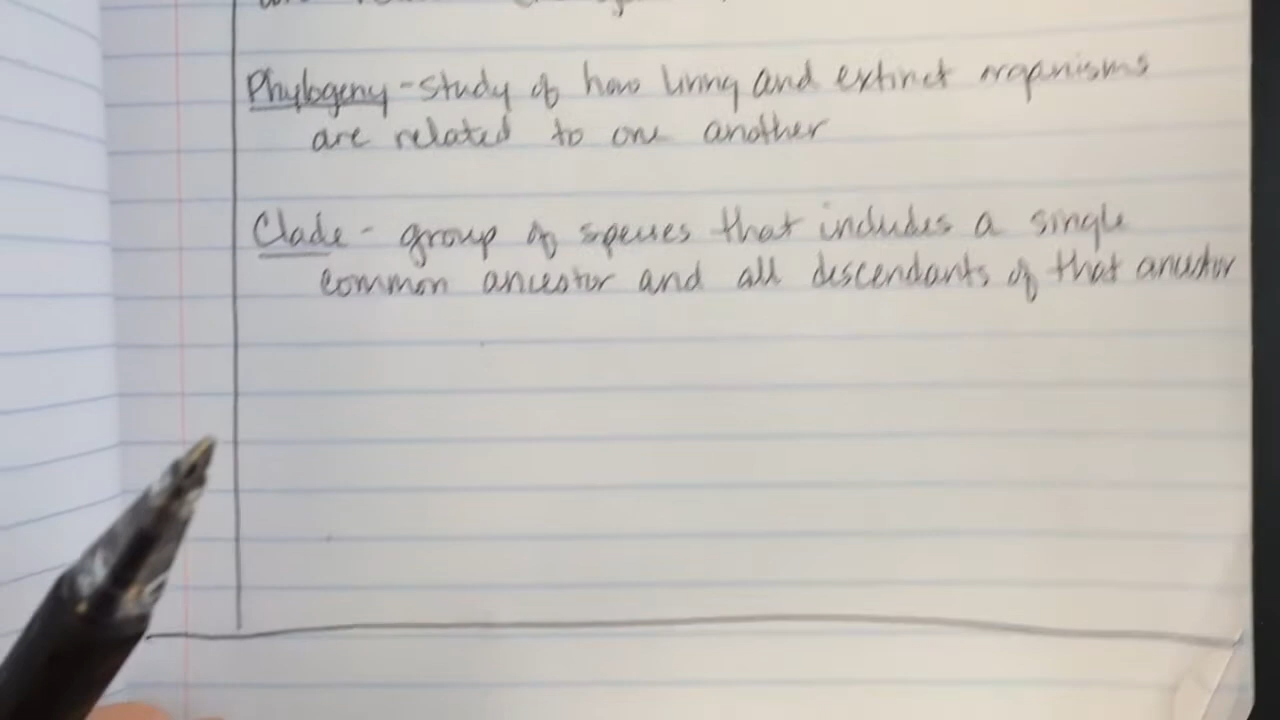 Phylogeny - study of how living and extinct organisms
are related to one another
Clade - group of species that includes a single
common ancestor and all descendants of that ancestor